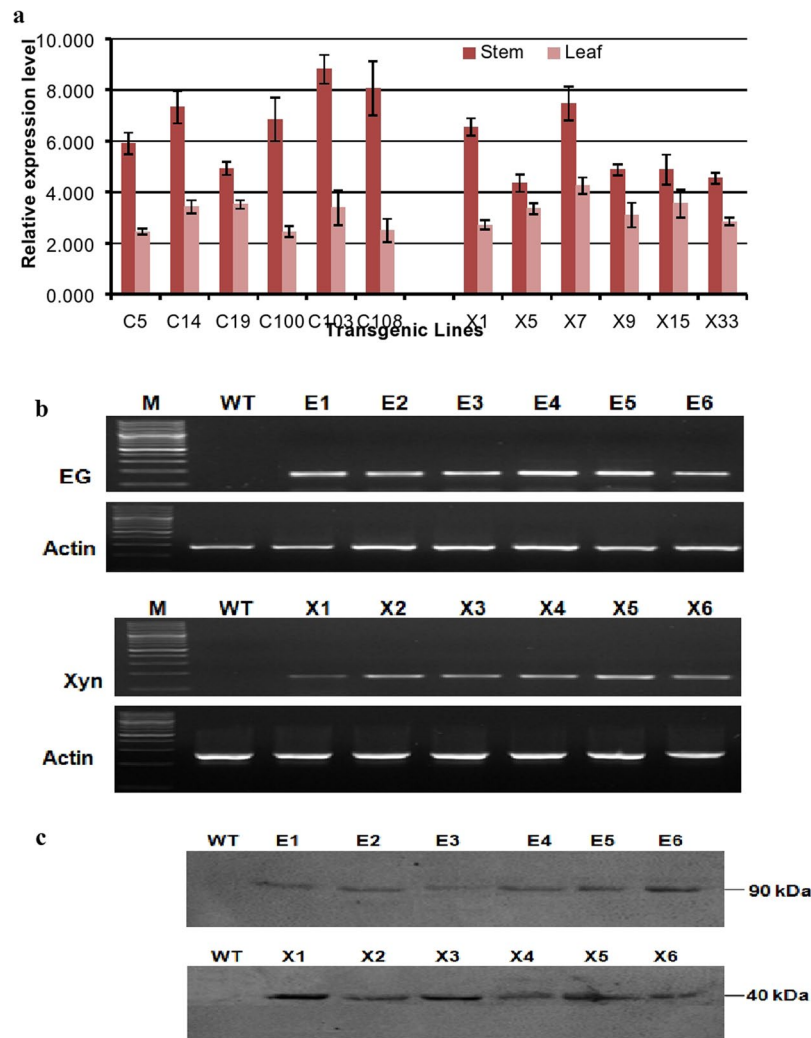 a
10.000
8.000
6.000
4.000
2.000
0.000
Relative expression level
Stem Leaf
C5 C14 C19 C100 C103 C108 X1 X5 X7 X9 X15 X33
Transgenic Lines
b
M WT E1 E2 E3 E4 E5 E6
EG
Actin
M WT X1 X2 X3 X4 X5 X6
Xyn
Actin
c
WT E1 E2 E3 E4 E5 E6
90 kDa
WT X1 X2 X3 X4 X5 X6
40 kDa